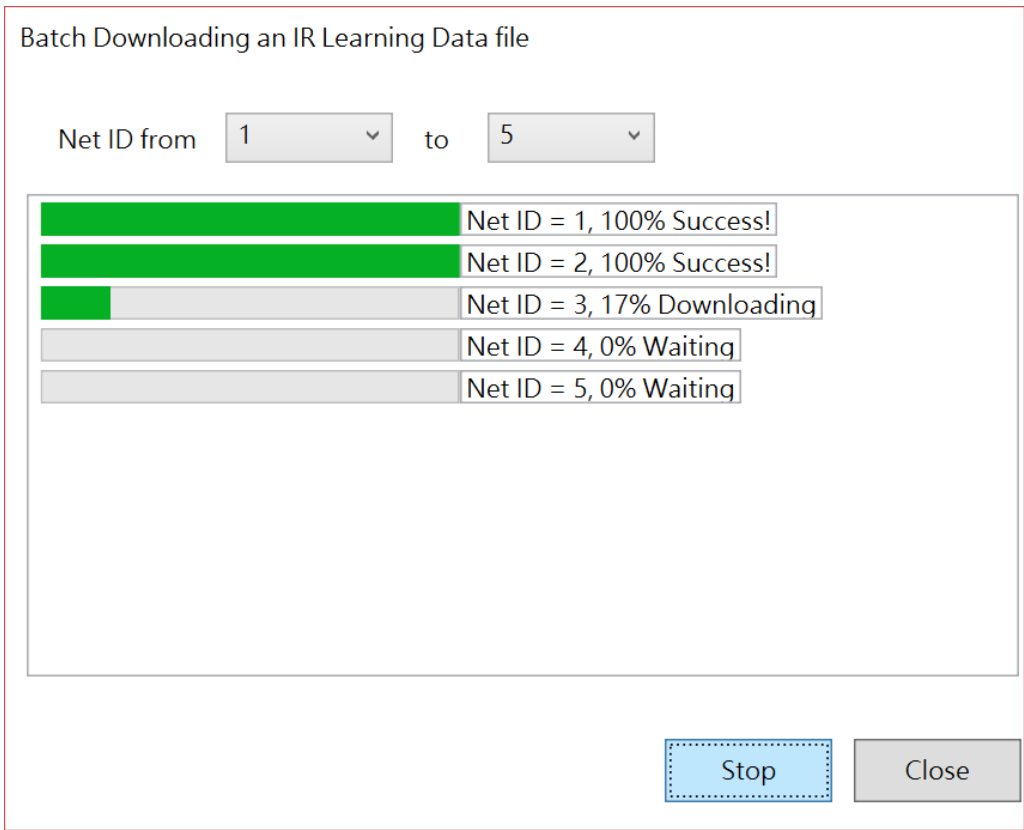 Batch Downloading an IR Learning Data file
Net ID from 1 to 5
Net ID = 1, 100% Success!
Net ID = 2, 100% Success!
Net ID = 3, 17% Downloading
Net ID = 4, 0% Waiting
Net ID = 5, 0% Waiting
Stop Close